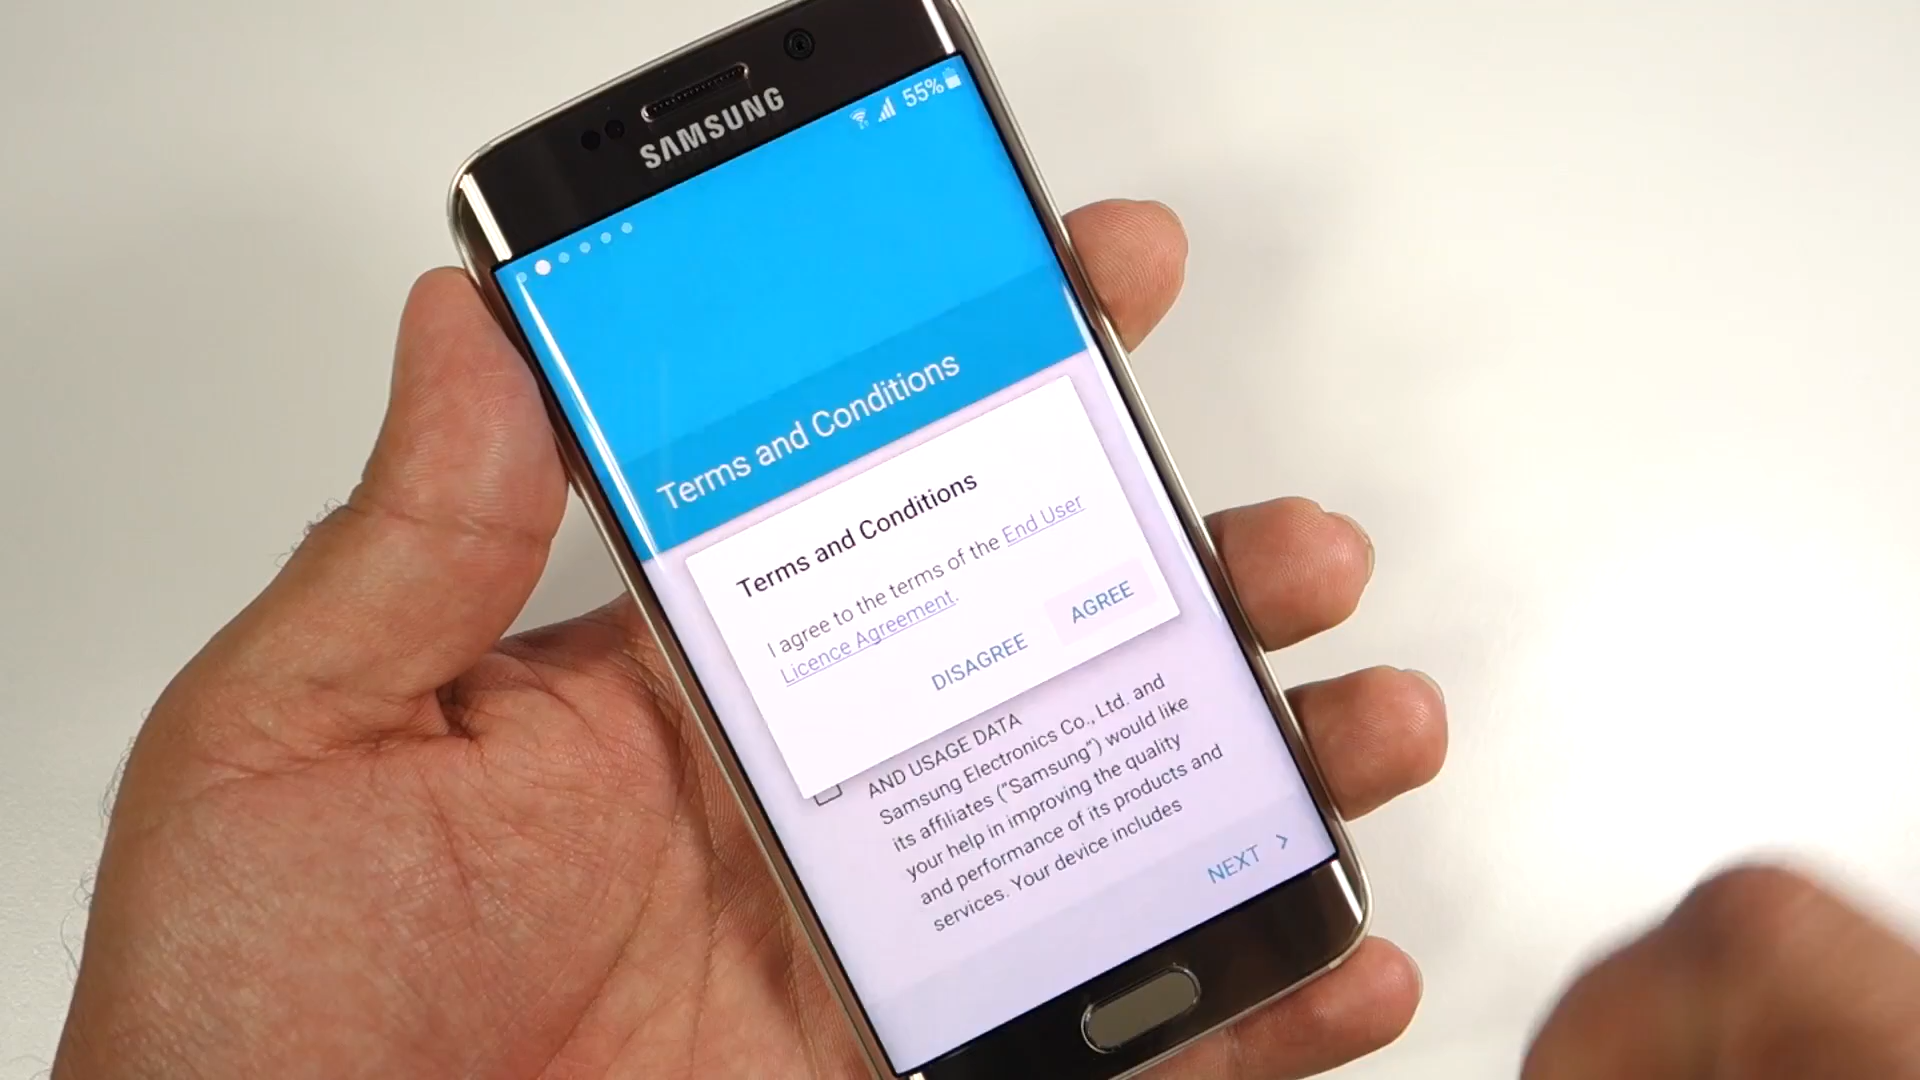 SAMSUNG
55%
Terms and Conditions
Terms and Conditions
I agree to the terms of the End User
Licence Agreement.
DISAGREE
AGREE
AND USAGE DATA
Samsung Electronics Co., Ltd. and
its affiliates ("Samsung") would like
your help in improving the quality
and performance of its products and
services. Your device includes
NEXT